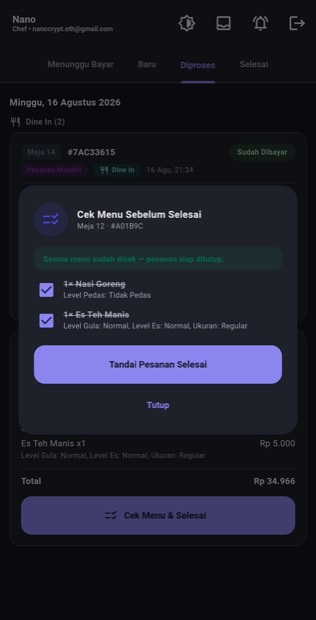 Nano
Chef • nanocrypt.eth@gmail.com
Menunggu Bayar Baru Diproses Selesai
Minggu, 16 Agustus 2026
Dine In (2)
Meja 14 #7AC33615 Sudah Dibayar
Pesanan Mandiri Dine In 16 Agu, 21:34
Cek Menu Sebelum Selesai
Meja 12 · #A01B9C
Semua menu sudah dicek — pesanan siap ditutup.
1× Nasi Goreng
Level Pedas: Tidak Pedas
1× Es Teh Manis
Level Gula: Normal, Level Es: Normal, Ukuran: Regular
Tandai Pesanan Selesai
Tutup
Es Teh Manis x1 Rp 5.000
Level Gula: Normal, Level Es: Normal, Ukuran: Regular
Total Rp 34.966
Cek Menu & Selesai